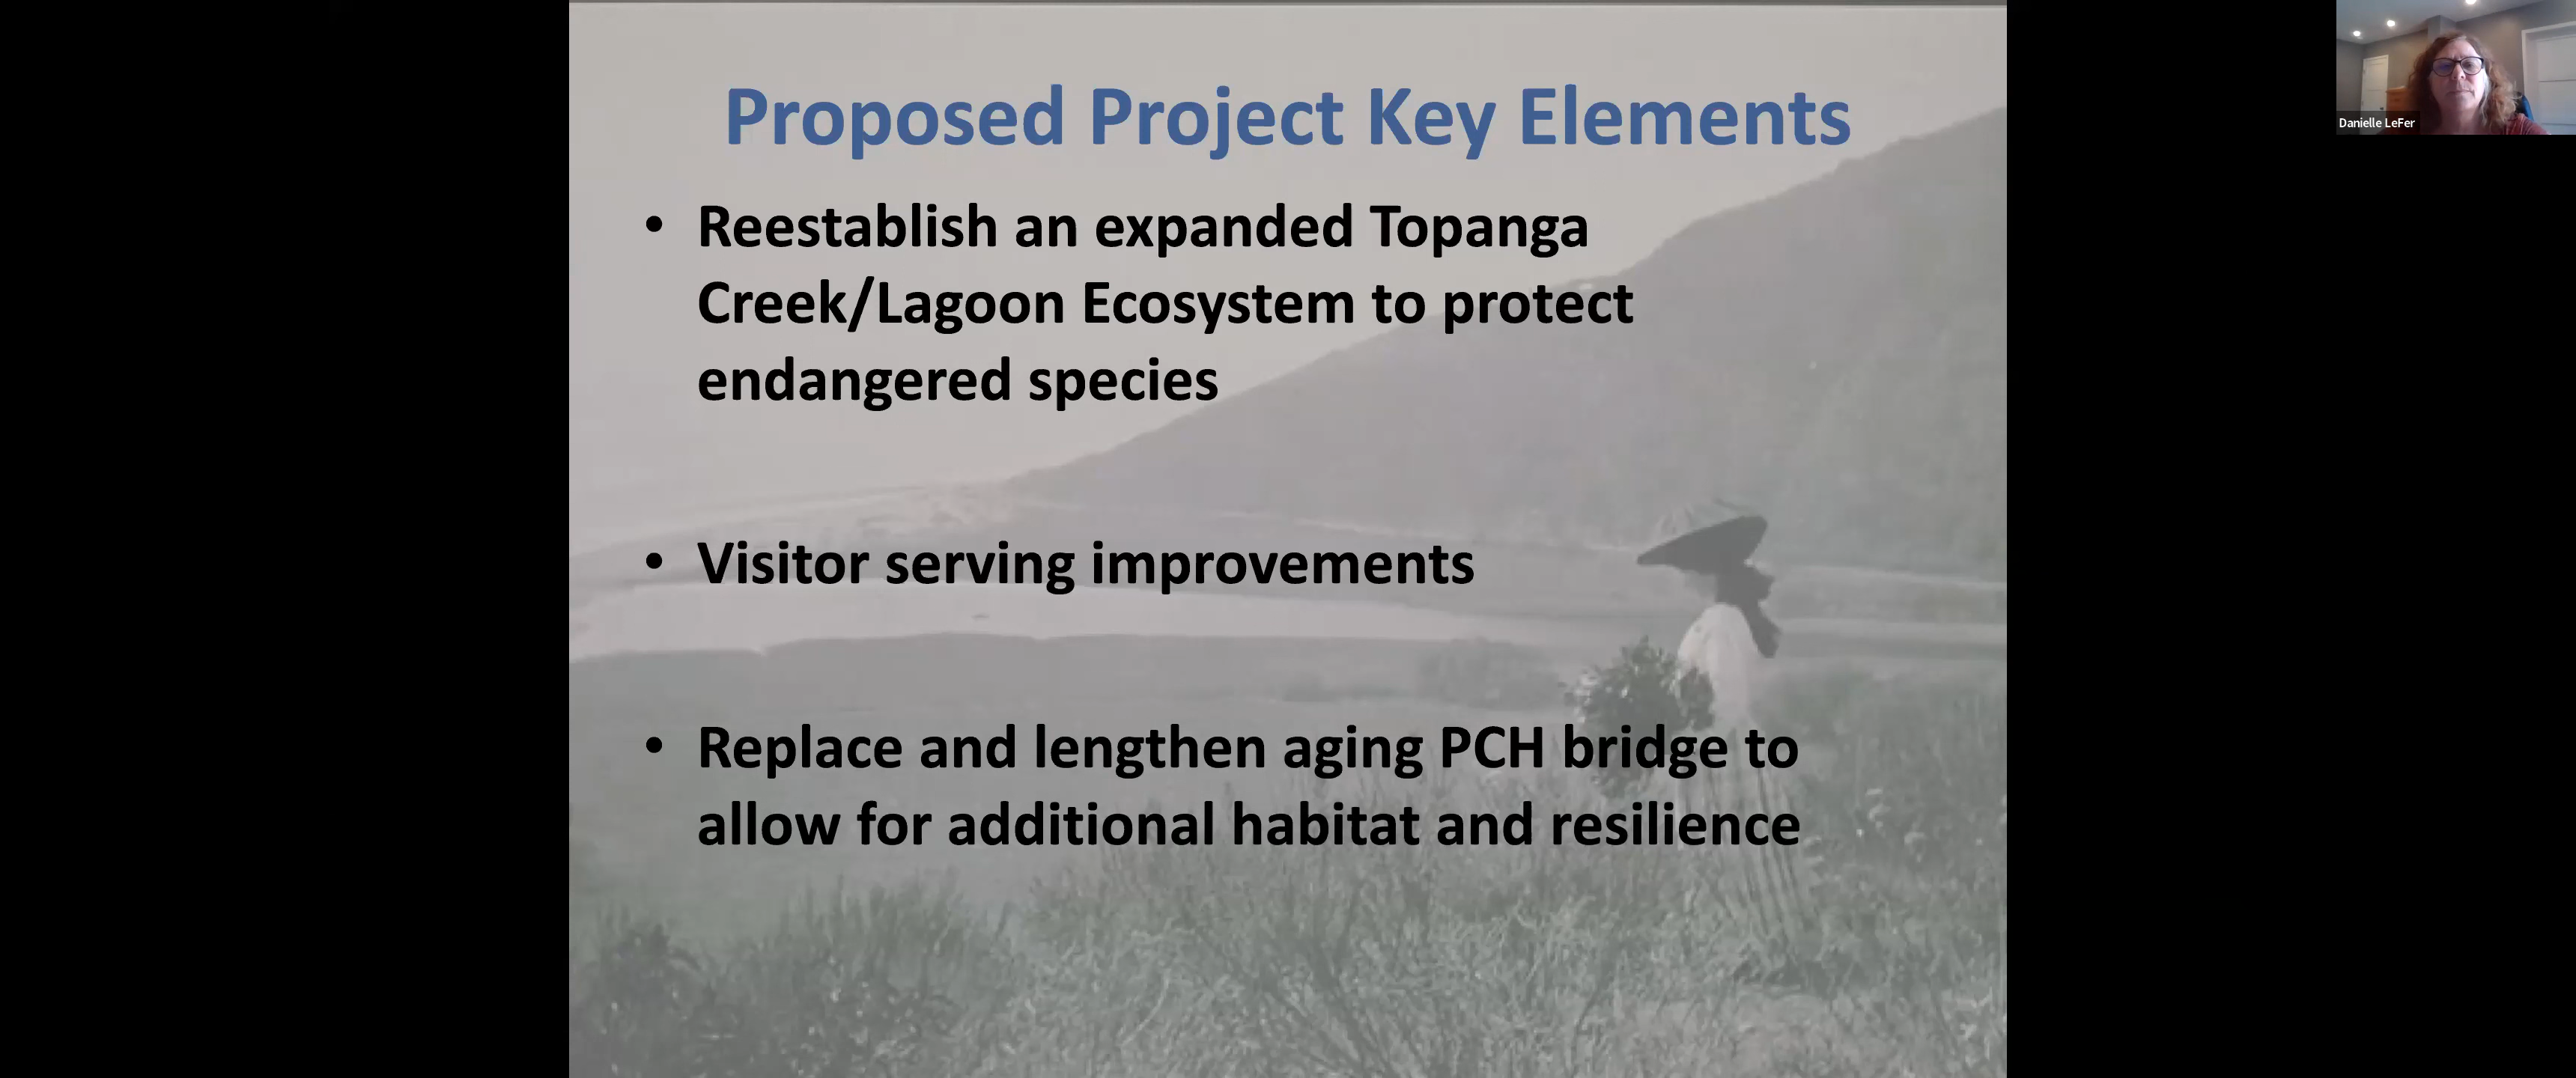 Proposed Project Key Elements
• Reestablish an expanded Topanga
Creek/Lagoon Ecosystem to protect
endangered species
• Visitor serving improvements
• Replace and lengthen aging PCH bridge to
allow for additional habitat and resilience
Danielle LeFer